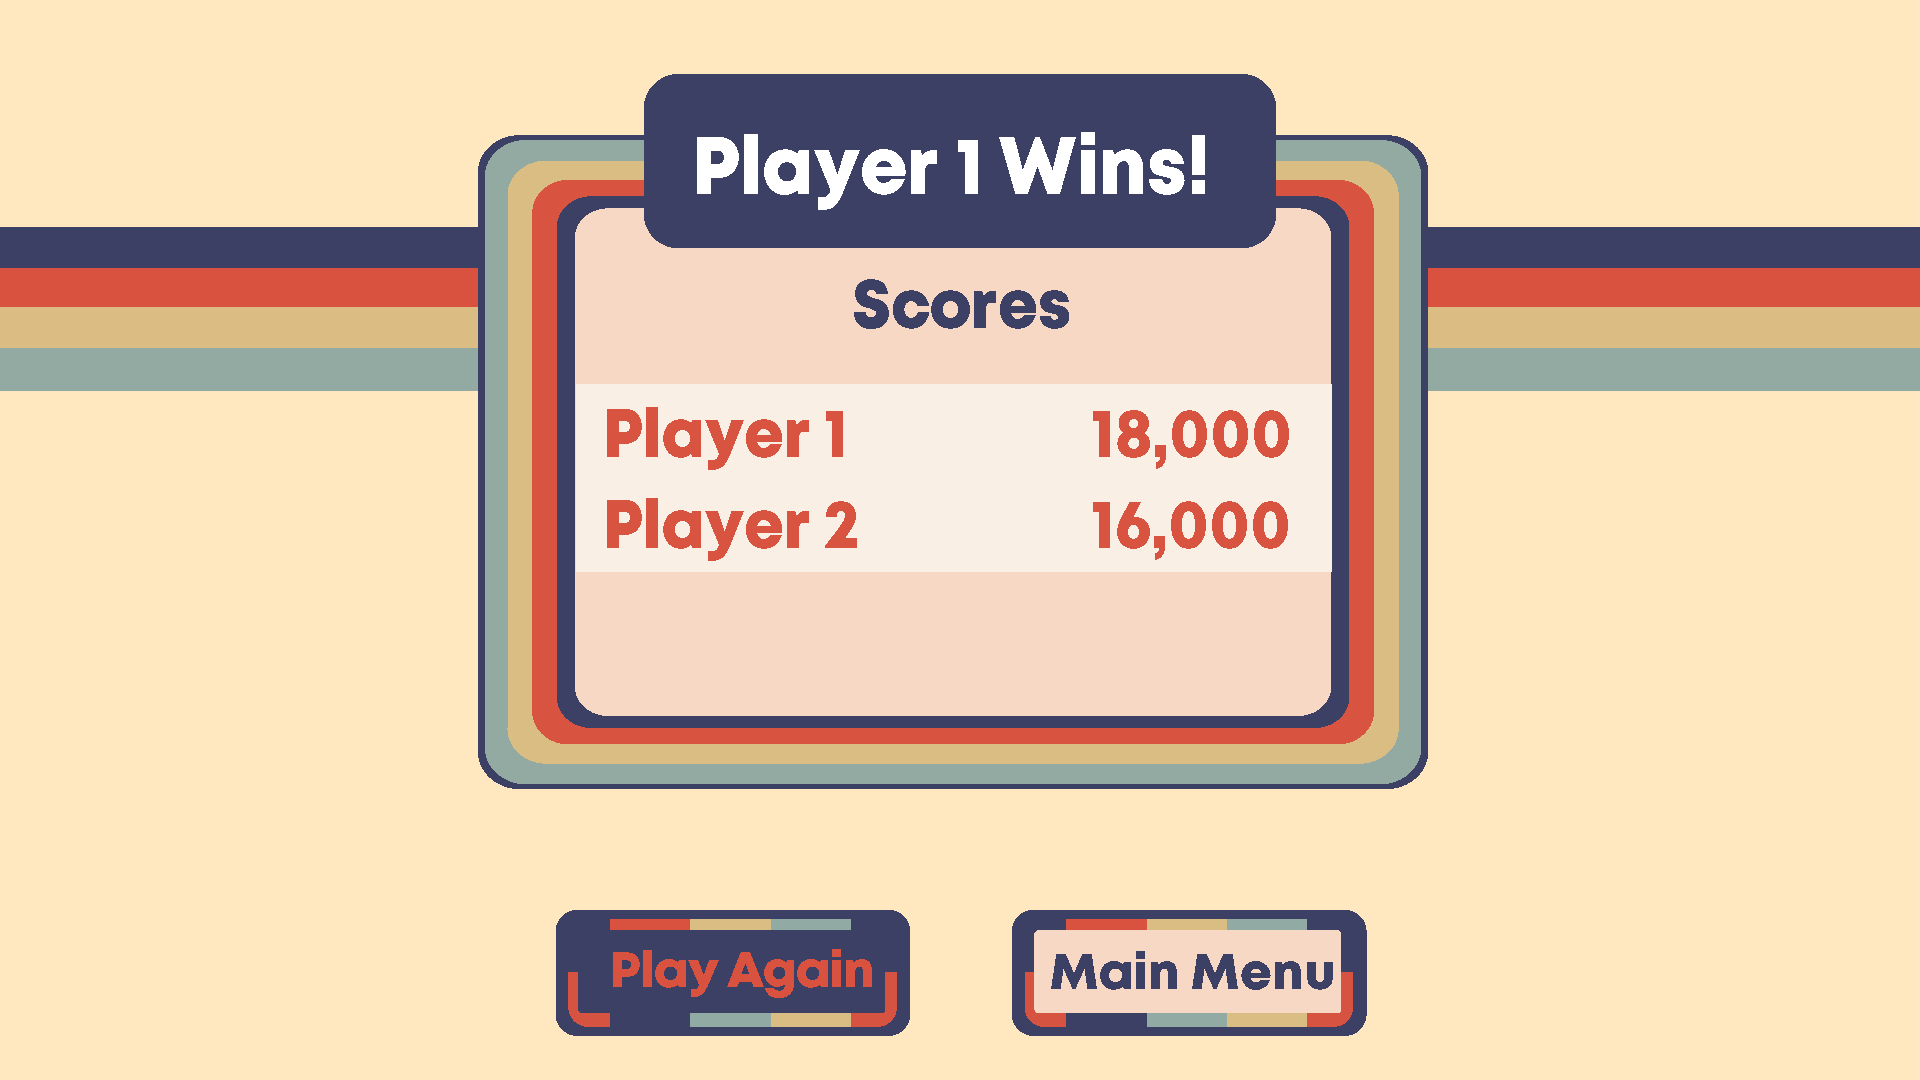 Player 1 Wins!
Scores
Player 1 18,000
Player 2 16,000
Play Again Main Menu